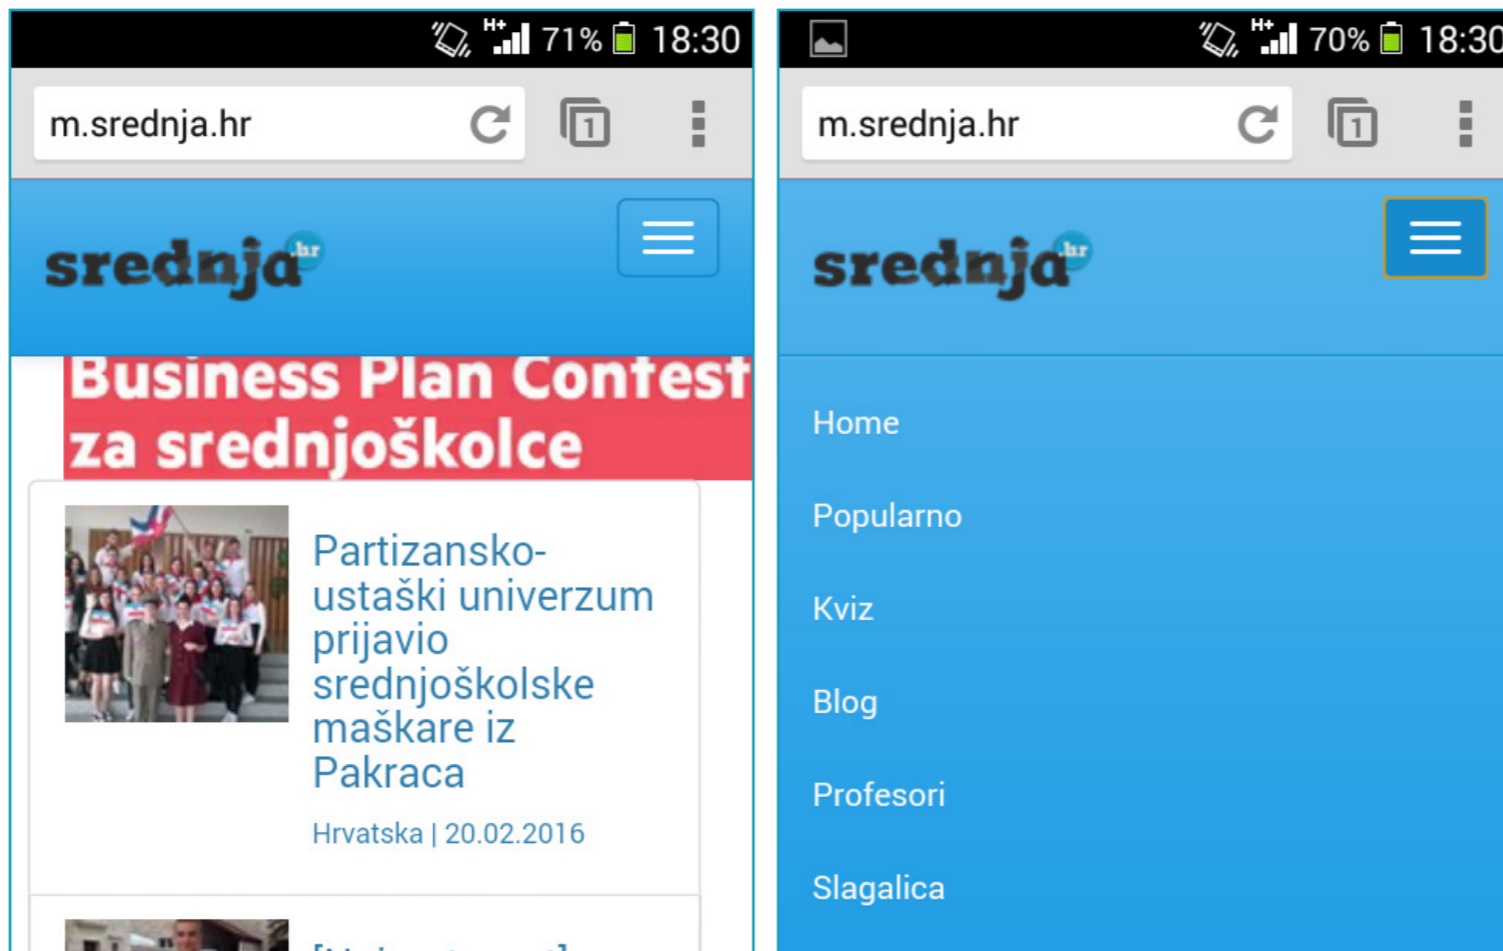 H+ 71% 18:30
m.srednja.hr 1
srednja.hr
Business Plan Contest
za srednjoškolce
Partizansko-
ustaški univerzum
prijavio
srednjoškolske
maškare iz
Pakraca
Hrvatska | 20.02.2016
H+ 70% 18:30
m.srednja.hr 1
srednja.hr
Home
Popularno
Kviz
Blog
Profesori
Slagalica